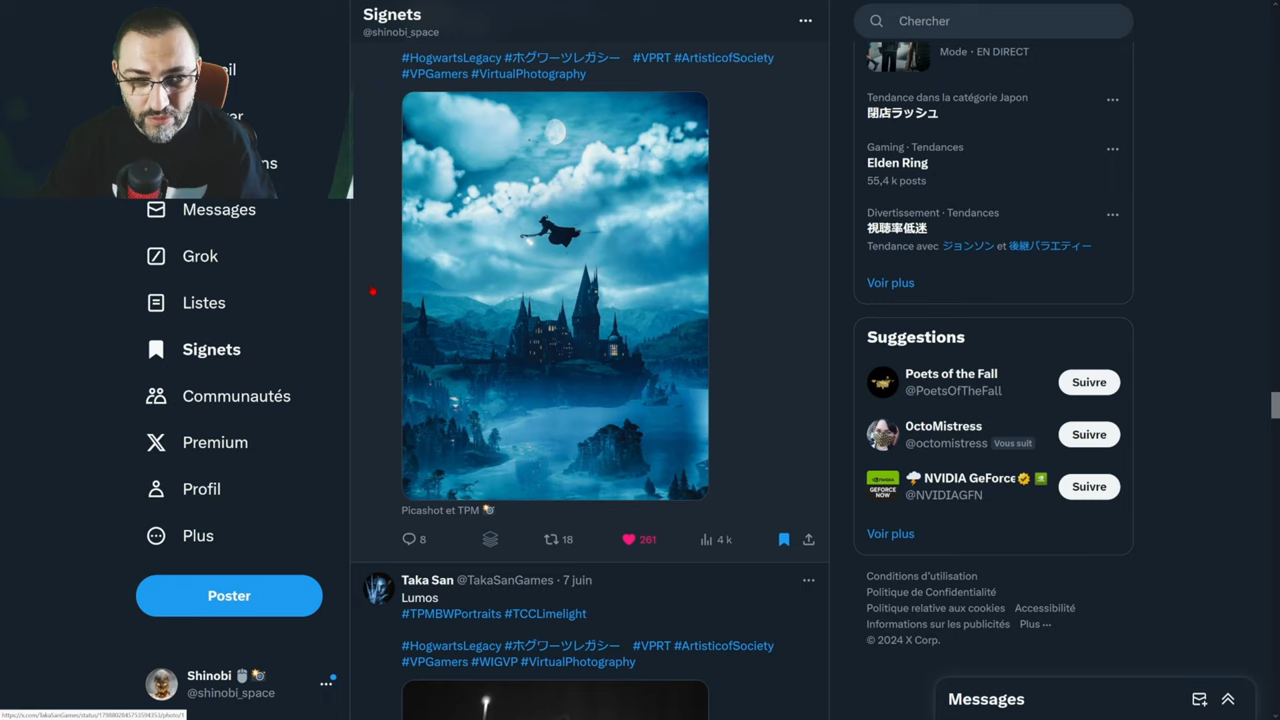 Signets
@shinobi_space
#HogwartsLegacy #ホグワーツレガシー #VPRT #ArtisticofSociety
#VPGamers #VirtualPhotography
Picashot et TPM
8
18
261
4 k
Taka San @TakaSanGames · 7 juin
Lumos
#TPMBWPortraits #TCCLimelight
#HogwartsLegacy #ホグワーツレガシー #VPRT #ArtisticofSociety
#VPGamers #WIGVP #VirtualPhotography
Messages
Grok
Listes
Signets
Communautés
Premium
Profil
Plus
Poster
Shinobi
@shinobi_space
Chercher
Mode · EN DIRECT
Tendance dans la catégorie Japon
閉店ラッシュ
Gaming · Tendances
Elden Ring
55,4 k posts
Divertissement · Tendances
視聴率低迷
Tendance avec ジョンソン et 後継バラエティー
Voir plus
Suggestions
Poets of the Fall
@PoetsOfTheFall
Suivre
OctoMistress
@octomistress Vous suit
Suivre
NVIDIA GeForce
@NVIDIAGFN
Suivre
Voir plus
Conditions d'utilisation
Politique de Confidentialité
Politique relative aux cookies Accessibilité
Informations sur les publicités Plus
© 2024 X Corp.
Messages